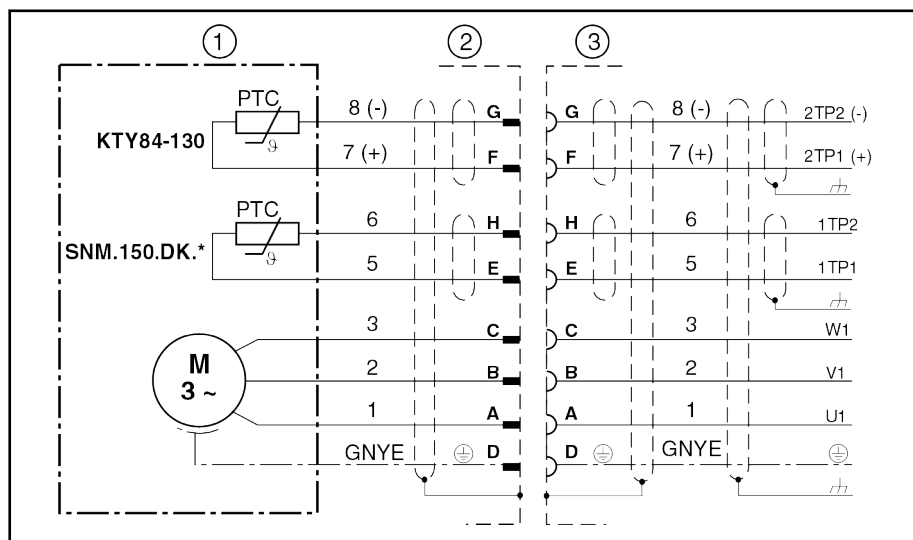 1 2 3
PTC 8 (-) G G 8 (-) 2TP2 (-)
KTY84-130
7 (+) F F 7 (+) 2TP1 (+)
PTC 6 H H 6 1TP2
SNM.150.DK.*
5 E E 5 1TP1
3 C C 3 W1
M
3 ~
2 B B 2 V1
1 A A 1 U1
GNYE D D GNYE
ϑ
ϑ